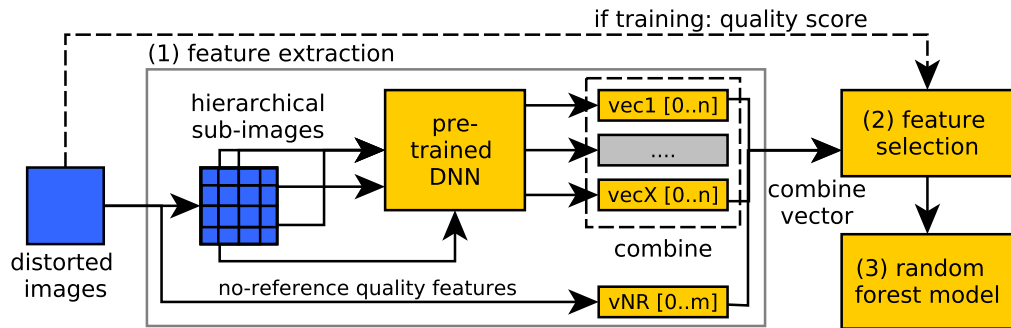 if training: quality score
(1) feature extraction
hierarchical
sub-images
pre-
trained
DNN
vec1 [0..n]
....
vecX [0..n]
combine
(2) feature
selection
combine
vector
distorted
images
no-reference quality features
vNR [0..m]
(3) random
forest model